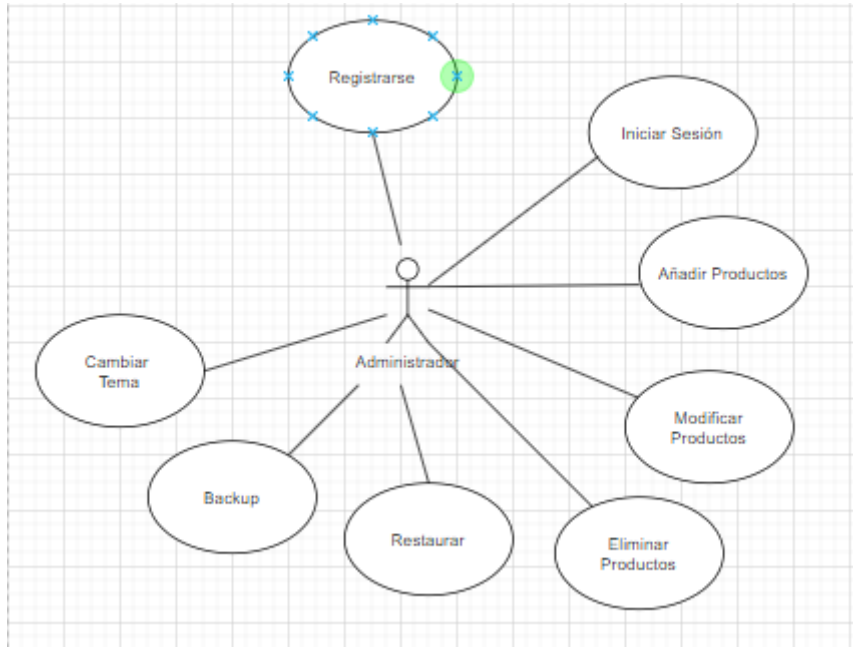 Registrarse
Iniciar Sesión
Añadir Productos
Administrador
Cambiar
Tema
Modificar
Productos
Backup
Restaurar
Eliminar
Productos